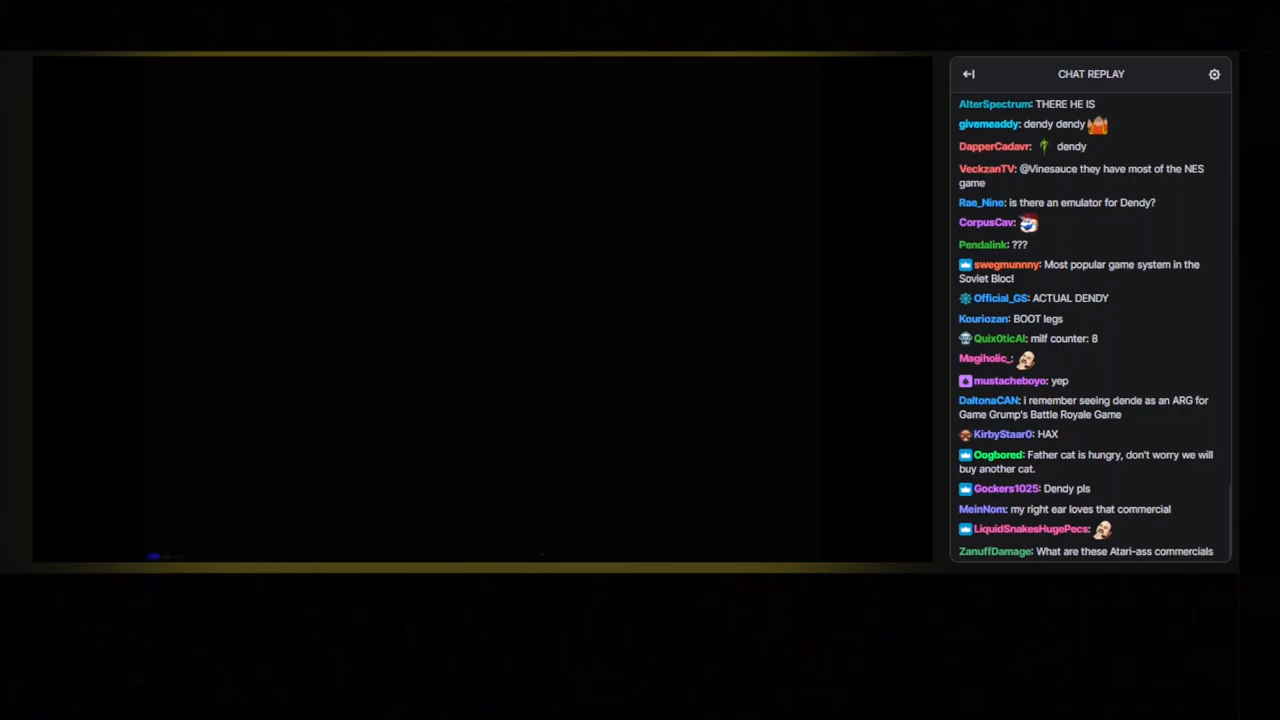 CHAT REPLAY
AlterSpectrum: THERE HE IS
givemeaddy: dendy dendy
DapperCadavr: dendy
VeckzanTV: @Vinesauce they have most of the NES
game
Rae_Nine: is there an emulator for Dendy?
CorpusCav:
Pendalink: ???
swegmunnny: Most popular game system in the
Soviet Bloc!
Official_GS: ACTUAL DENDY
Kouriozan: BOOT legs
Quix0ticAl: milf counter: 8
Magiholic_:
mustacheboyo: yep
DaltonaCAN: i remember seeing dende as an ARG for
Game Grump's Battle Royale Game
KirbyStaar0: HAX
Oogbored: Father cat is hungry, don't worry we will
buy another cat.
Gockers1025: Dendy pls
MeinNom: my right ear loves that commercial
LiquidSnakesHugePecs:
ZanuffDamage: What are these Atari-ass commercials